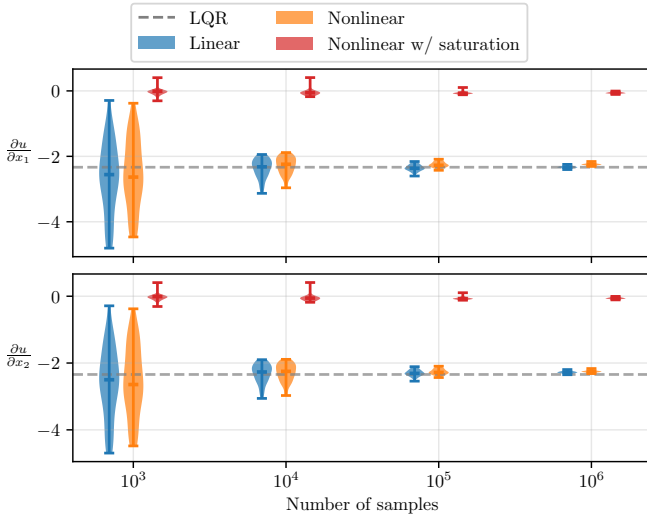 LQR
Linear
Nonlinear
Nonlinear w/ saturation
0
−2
−4
∂u/∂x₁
0
−2
−4
∂u/∂x₂
10³ 10⁴ 10⁵ 10⁶
Number of samples